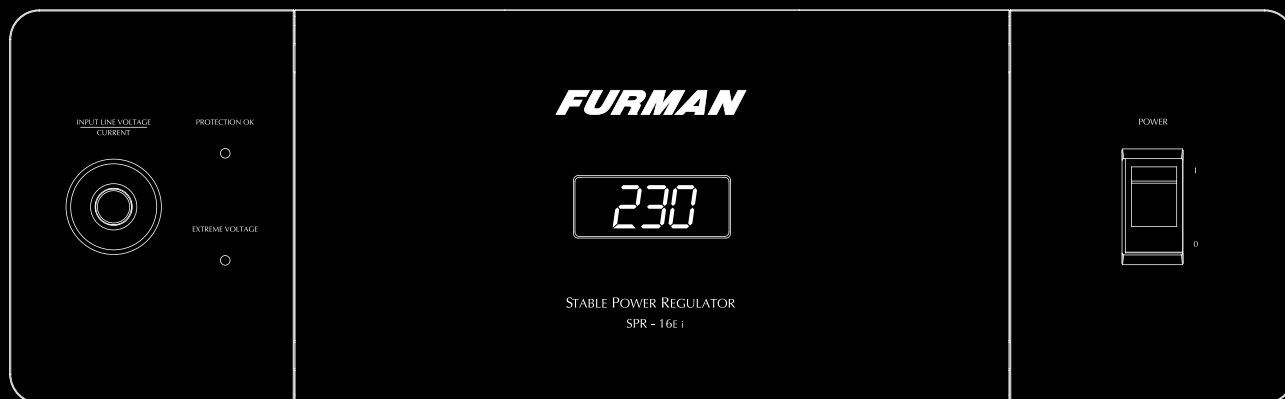 FURMAN
INPUT LINE VOLTAGE
CURRENT
PROTECTION OK
POWER
I
230
EXTREME VOLTAGE
0
STABLE POWER REGULATOR
SPR - 16E i